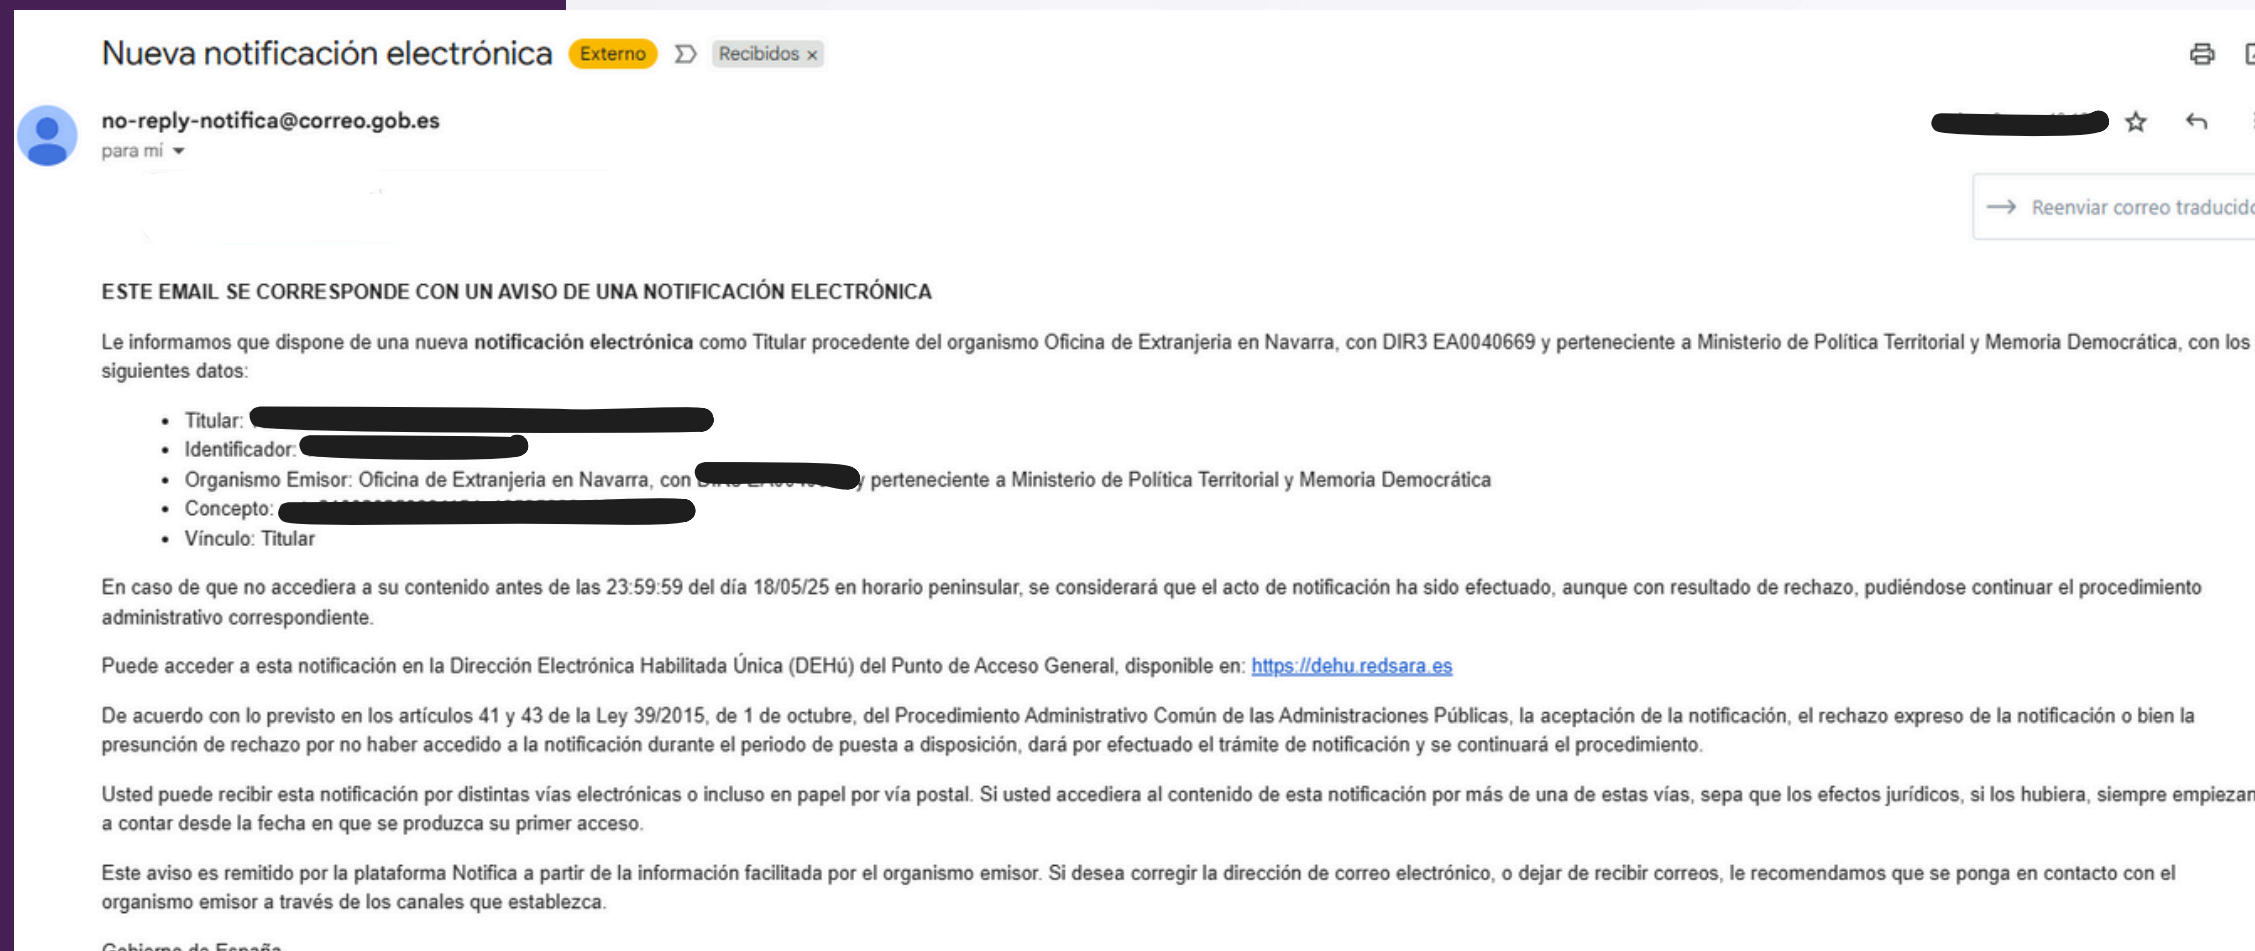 Nueva notificación electrónica Externo Recibidos ×
no-reply-notifica@correo.gob.es
para mí
Reenviar correo traducido
ESTE EMAIL SE CORRESPONDE CON UN AVISO DE UNA NOTIFICACIÓN ELECTRÓNICA
Le informamos que dispone de una nueva notificación electrónica como Titular procedente del organismo Oficina de Extranjeria en Navarra, con DIR3 EA0040669 y perteneciente a Ministerio de Política Territorial y Memoria Democrática, con los
siguientes datos:
• Titular:
• Identificador:
• Organismo Emisor: Oficina de Extranjeria en Navarra, con y perteneciente a Ministerio de Política Territorial y Memoria Democrática
• Concepto:
• Vínculo: Titular
En caso de que no accediera a su contenido antes de las 23:59:59 del día 18/05/25 en horario peninsular, se considerará que el acto de notificación ha sido efectuado, aunque con resultado de rechazo, pudiéndose continuar el procedimiento
administrativo correspondiente.
Puede acceder a esta notificación en la Dirección Electrónica Habilitada Única (DEHú) del Punto de Acceso General, disponible en: https://dehu.redsara.es
De acuerdo con lo previsto en los artículos 41 y 43 de la Ley 39/2015, de 1 de octubre, del Procedimiento Administrativo Común de las Administraciones Públicas, la aceptación de la notificación, el rechazo expreso de la notificación o bien la
presunción de rechazo por no haber accedido a la notificación durante el periodo de puesta a disposición, dará por efectuado el trámite de notificación y se continuará el procedimiento.
Usted puede recibir esta notificación por distintas vías electrónicas o incluso en papel por vía postal. Si usted accediera al contenido de esta notificación por más de una de estas vías, sepa que los efectos jurídicos, si los hubiera, siempre empiezan
a contar desde la fecha en que se produzca su primer acceso.
Este aviso es remitido por la plataforma Notifica a partir de la información facilitada por el organismo emisor. Si desea corregir la dirección de correo electrónico, o dejar de recibir correos, le recomendamos que se ponga en contacto con el
organismo emisor a través de los canales que establezca.
Gobierno de España